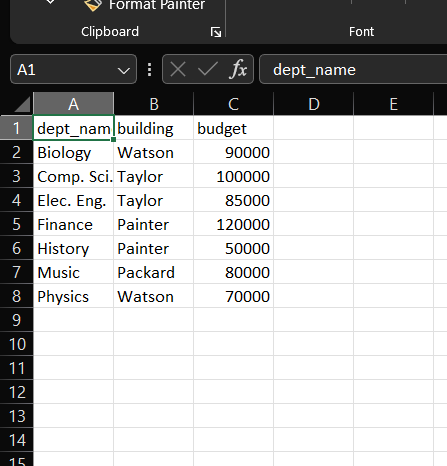 Format Painter
Clipboard Font
A1 fx dept_name
A B C D E
1 dept_nam building budget
2 Biology Watson 90000
3 Comp. Sci. Taylor 100000
4 Elec. Eng. Taylor 85000
5 Finance Painter 120000
6 History Painter 50000
7 Music Packard 80000
8 Physics Watson 70000
9
10
11
12
13
14
15